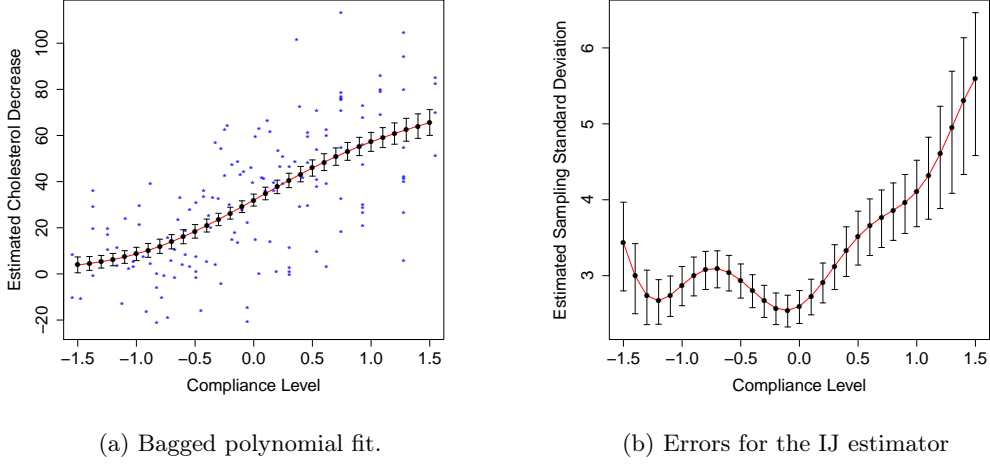 Estimated Cholesterol Decrease
100
80
60
40
20
0
−20
−1.5 −1.0 −0.5 0.0 0.5 1.0 1.5
Compliance Level
(a) Bagged polynomial fit.
Estimated Sampling Standard Deviation
6
5
4
3
−1.5 −1.0 −0.5 0.0 0.5 1.0 1.5
Compliance Level
(b) Errors for the IJ estimator